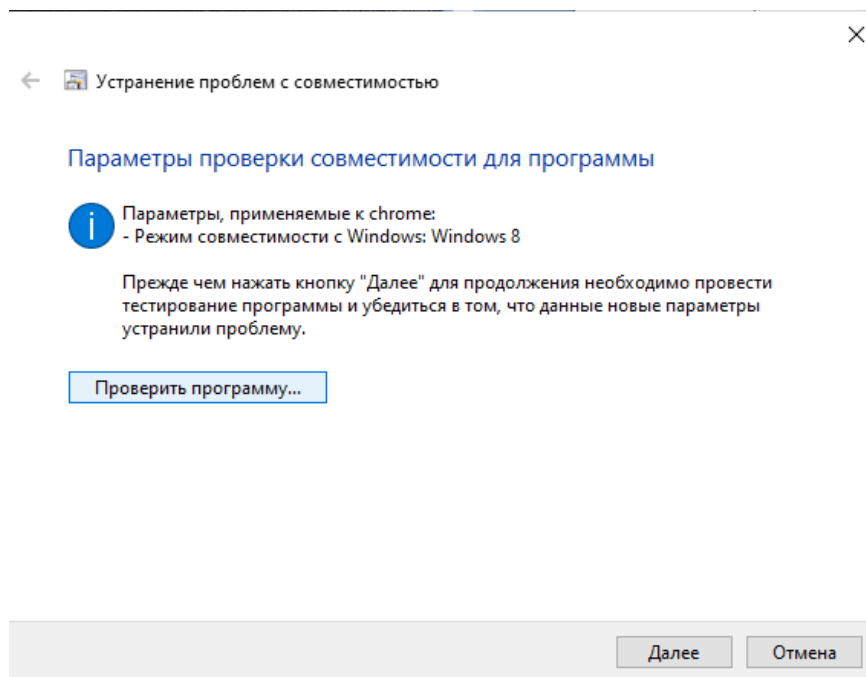 Устранение проблем с совместимостью
Параметры проверки совместимости для программы
Параметры, применяемые к chrome:
- Режим совместимости с Windows: Windows 8
Прежде чем нажать кнопку "Далее" для продолжения необходимо провести
тестирование программы и убедиться в том, что данные новые параметры
устранили проблему.
Проверить программу...
Далее
Отмена